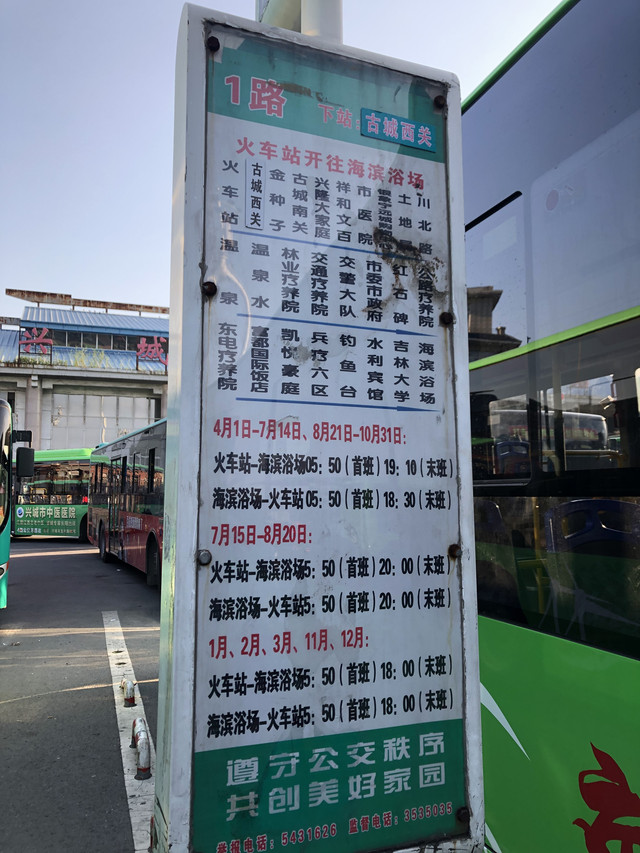 1路 下站：古城西关
火车站开往海滨浴场
火车站
古城西关
金种子
古城南关
兴隆大家庭
祥和文百
市医院
土地局
川北路
温泉
温泉水
林业疗养院
交通疗养院
交警大队
市委市政府
红石碑
公路疗养院
东电疗养院
富都国际饭店
凯悦豪庭
兵疗六区
钓鱼台
水利宾馆
吉林大学
海滨浴场
4月1日-7月14日、8月21日-10月31日：
火车站-海滨浴场05：50（首班）19：10（末班）
海滨浴场-火车站05：50（首班）18：30（末班）
7月15日-8月20日：
火车站-海滨浴场5：50（首班）20：00（末班）
海滨浴场-火车站5：50（首班）20：00（末班）
1月、2月、3月、11月、12月：
火车站-海滨浴场5：50（首班）18：00（末班）
海滨浴场-火车站5：50（首班）18：00（末班）
遵守公交秩序
共创美好家园
举报电话：5431626 监督电话：3535035
兴城
兴城市中医医院